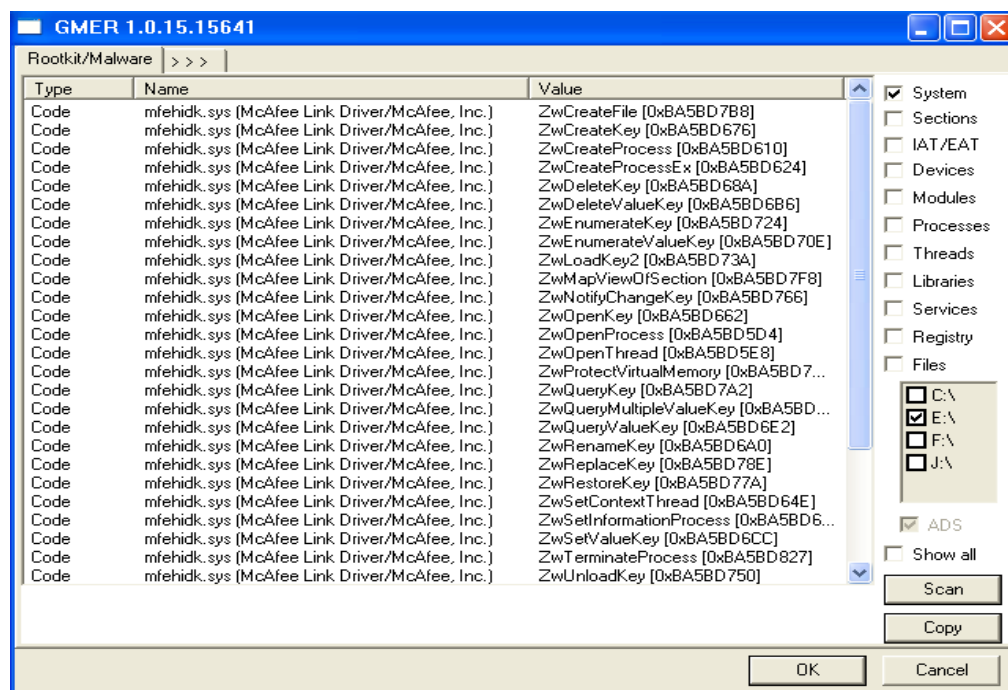 GMER 1.0.15.15641
Rootkit/Malware > > >
Type Name Value
Code mfehidk.sys (McAfee Link Driver/McAfee, Inc.) ZwCreateFile [0xBA5BD7B8]
Code mfehidk.sys (McAfee Link Driver/McAfee, Inc.) ZwCreateKey [0xBA5BD676]
Code mfehidk.sys (McAfee Link Driver/McAfee, Inc.) ZwCreateProcess [0xBA5BD610]
Code mfehidk.sys (McAfee Link Driver/McAfee, Inc.) ZwCreateProcessEx [0xBA5BD624]
Code mfehidk.sys (McAfee Link Driver/McAfee, Inc.) ZwDeleteKey [0xBA5BD68A]
Code mfehidk.sys (McAfee Link Driver/McAfee, Inc.) ZwDeleteValueKey [0xBA5BD6B6]
Code mfehidk.sys (McAfee Link Driver/McAfee, Inc.) ZwEnumerateKey [0xBA5BD724]
Code mfehidk.sys (McAfee Link Driver/McAfee, Inc.) ZwEnumerateValueKey [0xBA5BD70E]
Code mfehidk.sys (McAfee Link Driver/McAfee, Inc.) ZwLoadKey2 [0xBA5BD73A]
Code mfehidk.sys (McAfee Link Driver/McAfee, Inc.) ZwMapViewOfSection [0xBA5BD7F8]
Code mfehidk.sys (McAfee Link Driver/McAfee, Inc.) ZwNotifyChangeKey [0xBA5BD766]
Code mfehidk.sys (McAfee Link Driver/McAfee, Inc.) ZwOpenKey [0xBA5BD662]
Code mfehidk.sys (McAfee Link Driver/McAfee, Inc.) ZwOpenProcess [0xBA5BD5D4]
Code mfehidk.sys (McAfee Link Driver/McAfee, Inc.) ZwOpenThread [0xBA5BD5E8]
Code mfehidk.sys (McAfee Link Driver/McAfee, Inc.) ZwProtectVirtualMemory [0xBA5BD7...
Code mfehidk.sys (McAfee Link Driver/McAfee, Inc.) ZwQueryKey [0xBA5BD7A2]
Code mfehidk.sys (McAfee Link Driver/McAfee, Inc.) ZwQueryMultipleValueKey [0xBA5BD...
Code mfehidk.sys (McAfee Link Driver/McAfee, Inc.) ZwQueryValueKey [0xBA5BD6E2]
Code mfehidk.sys (McAfee Link Driver/McAfee, Inc.) ZwRenameKey [0xBA5BD6A0]
Code mfehidk.sys (McAfee Link Driver/McAfee, Inc.) ZwReplaceKey [0xBA5BD78E]
Code mfehidk.sys (McAfee Link Driver/McAfee, Inc.) ZwRestoreKey [0xBA5BD77A]
Code mfehidk.sys (McAfee Link Driver/McAfee, Inc.) ZwSetContextThread [0xBA5BD64E]
Code mfehidk.sys (McAfee Link Driver/McAfee, Inc.) ZwSetInformationProcess [0xBA5BD6...
Code mfehidk.sys (McAfee Link Driver/McAfee, Inc.) ZwSetValueKey [0xBA5BD6CC]
Code mfehidk.sys (McAfee Link Driver/McAfee, Inc.) ZwTerminateProcess [0xBA5BD827]
Code mfehidk.sys (McAfee Link Driver/McAfee, Inc.) ZwUnloadKey [0xBA5BD750]
System
Sections
IAT/EAT
Devices
Modules
Processes
Threads
Libraries
Services
Registry
Files
C:\
E:\
F:\
J:\
ADS
Show all
Scan
Copy
OK Cancel